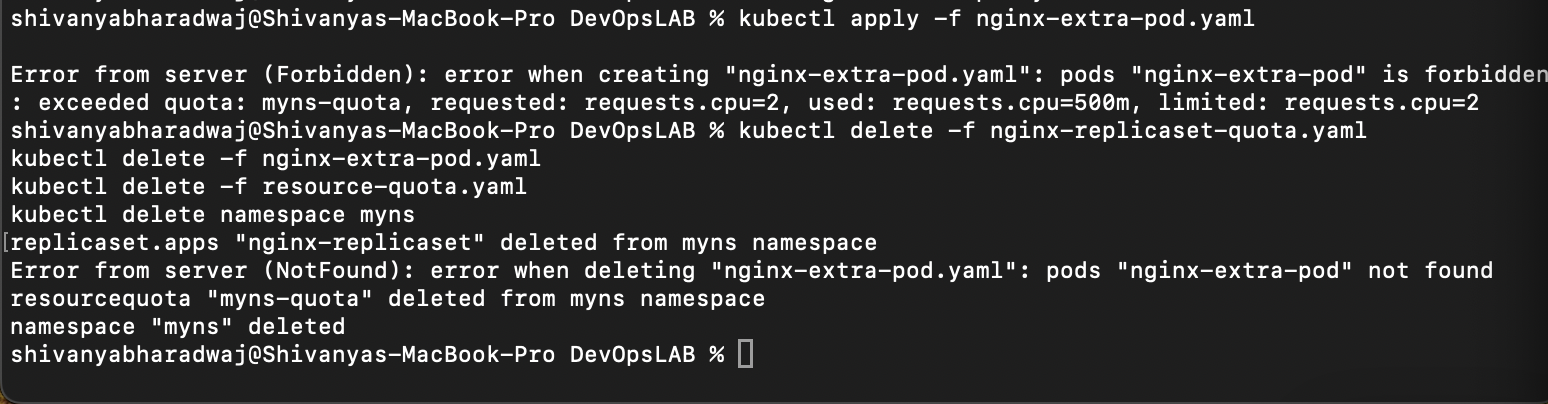 shivanyabharadwaj@Shivanyas-MacBook-Pro DevOpsLAB % kubectl apply -f nginx-extra-pod.yaml
Error from server (Forbidden): error when creating "nginx-extra-pod.yaml": pods "nginx-extra-pod" is forbidden
: exceeded quota: myns-quota, requested: requests.cpu=2, used: requests.cpu=500m, limited: requests.cpu=2
shivanyabharadwaj@Shivanyas-MacBook-Pro DevOpsLAB % kubectl delete -f nginx-replicaset-quota.yaml
kubectl delete -f nginx-extra-pod.yaml
kubectl delete -f resource-quota.yaml
kubectl delete namespace myns
[replicaset.apps "nginx-replicaset" deleted from myns namespace
Error from server (NotFound): error when deleting "nginx-extra-pod.yaml": pods "nginx-extra-pod" not found
resourcequota "myns-quota" deleted from myns namespace
namespace "myns" deleted
shivanyabharadwaj@Shivanyas-MacBook-Pro DevOpsLAB %